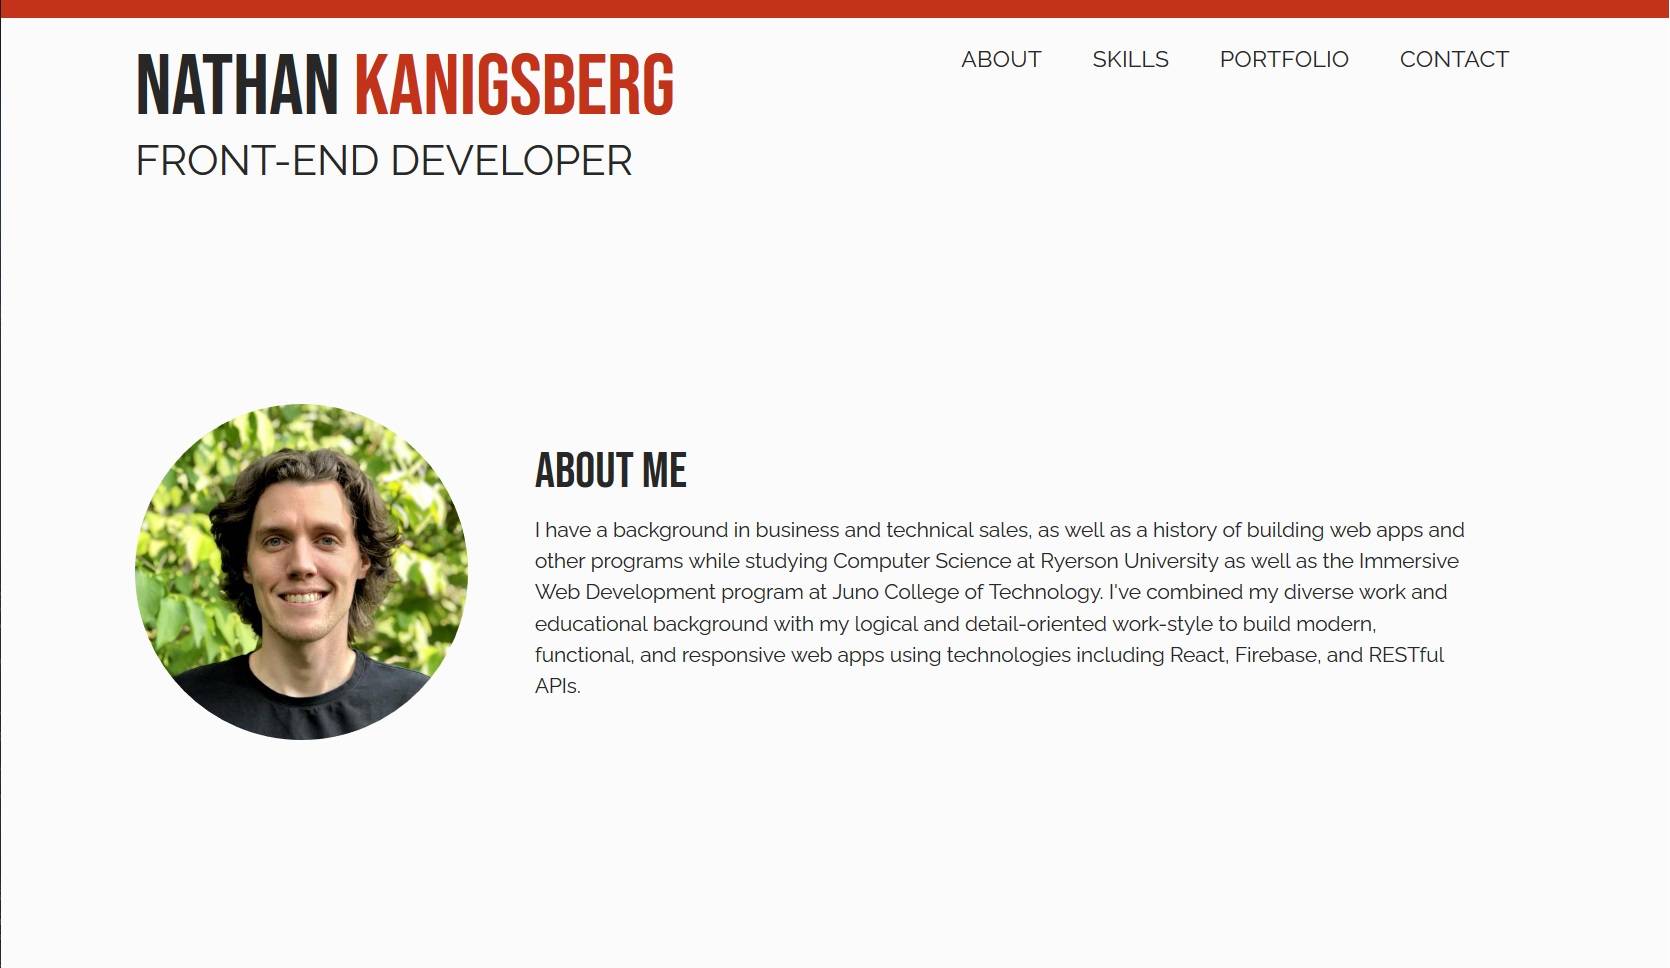 NATHAN KANIGSBERG
FRONT-END DEVELOPER
ABOUT SKILLS PORTFOLIO CONTACT
ABOUT ME
I have a background in business and technical sales, as well as a history of building web apps and
other programs while studying Computer Science at Ryerson University as well as the Immersive
Web Development program at Juno College of Technology. I've combined my diverse work and
educational background with my logical and detail-oriented work-style to build modern,
functional, and responsive web apps using technologies including React, Firebase, and RESTful
APIs.